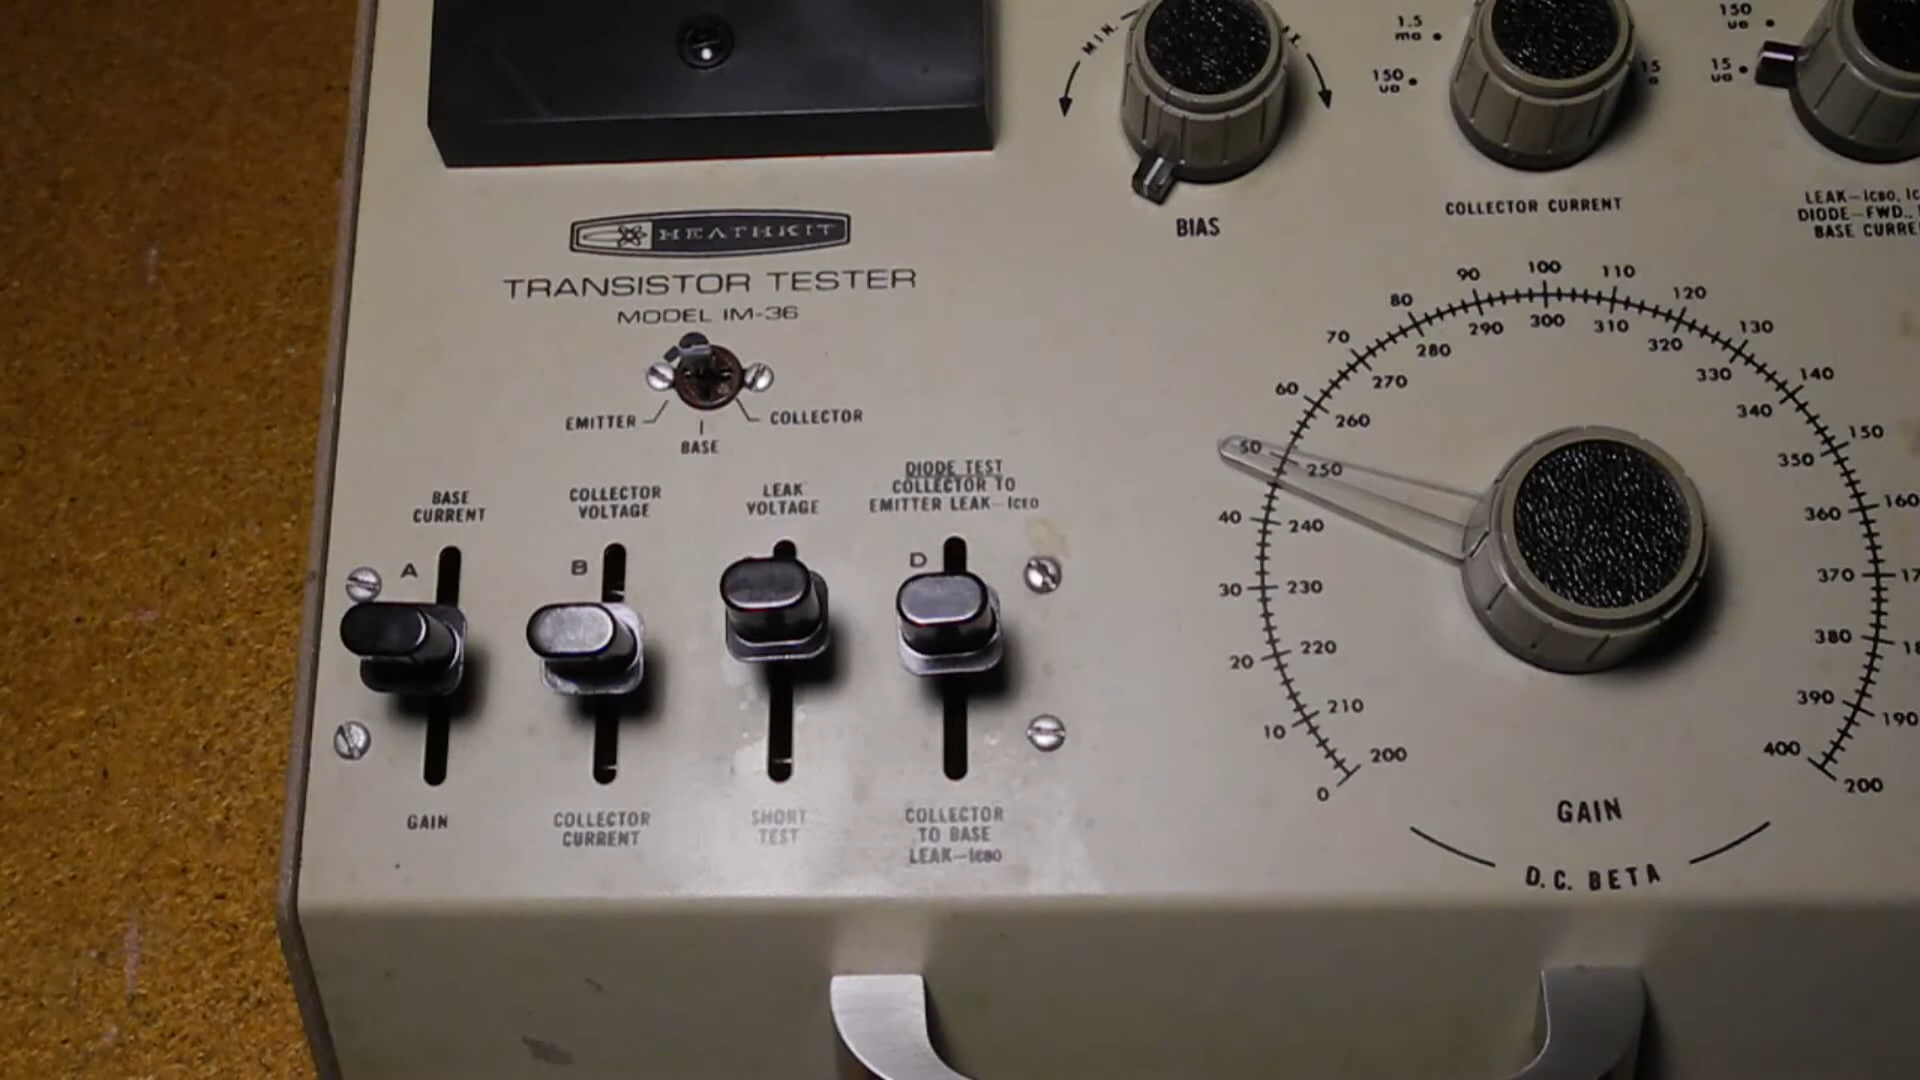 MIN.
1.5
ma
150
ua
15
150
ua
15
ua
BIAS
COLLECTOR CURRENT
LEAK-ICBO,
DIODE-FWD.,
BASE
HEATHKIT
TRANSISTOR TESTER
MODEL IM-36
EMITTER
BASE
COLLECTOR
BASE
CURRENT
COLLECTOR
VOLTAGE
LEAK
VOLTAGE
DIODE TEST
COLLECTOR TO
EMITTER LEAK-ICEO
A
B
D
GAIN
COLLECTOR
CURRENT
SHORT
TEST
COLLECTOR
TO BASE
LEAK-ICBO
0 10 20 30 40 50 60 70 80 90 100 110 120 130 140 150 160
190 200
200 210 220 230 240 250 260 270 280 290 300 310 320 330 340 350 360 370 380 390 400
GAIN
D.C. BETA